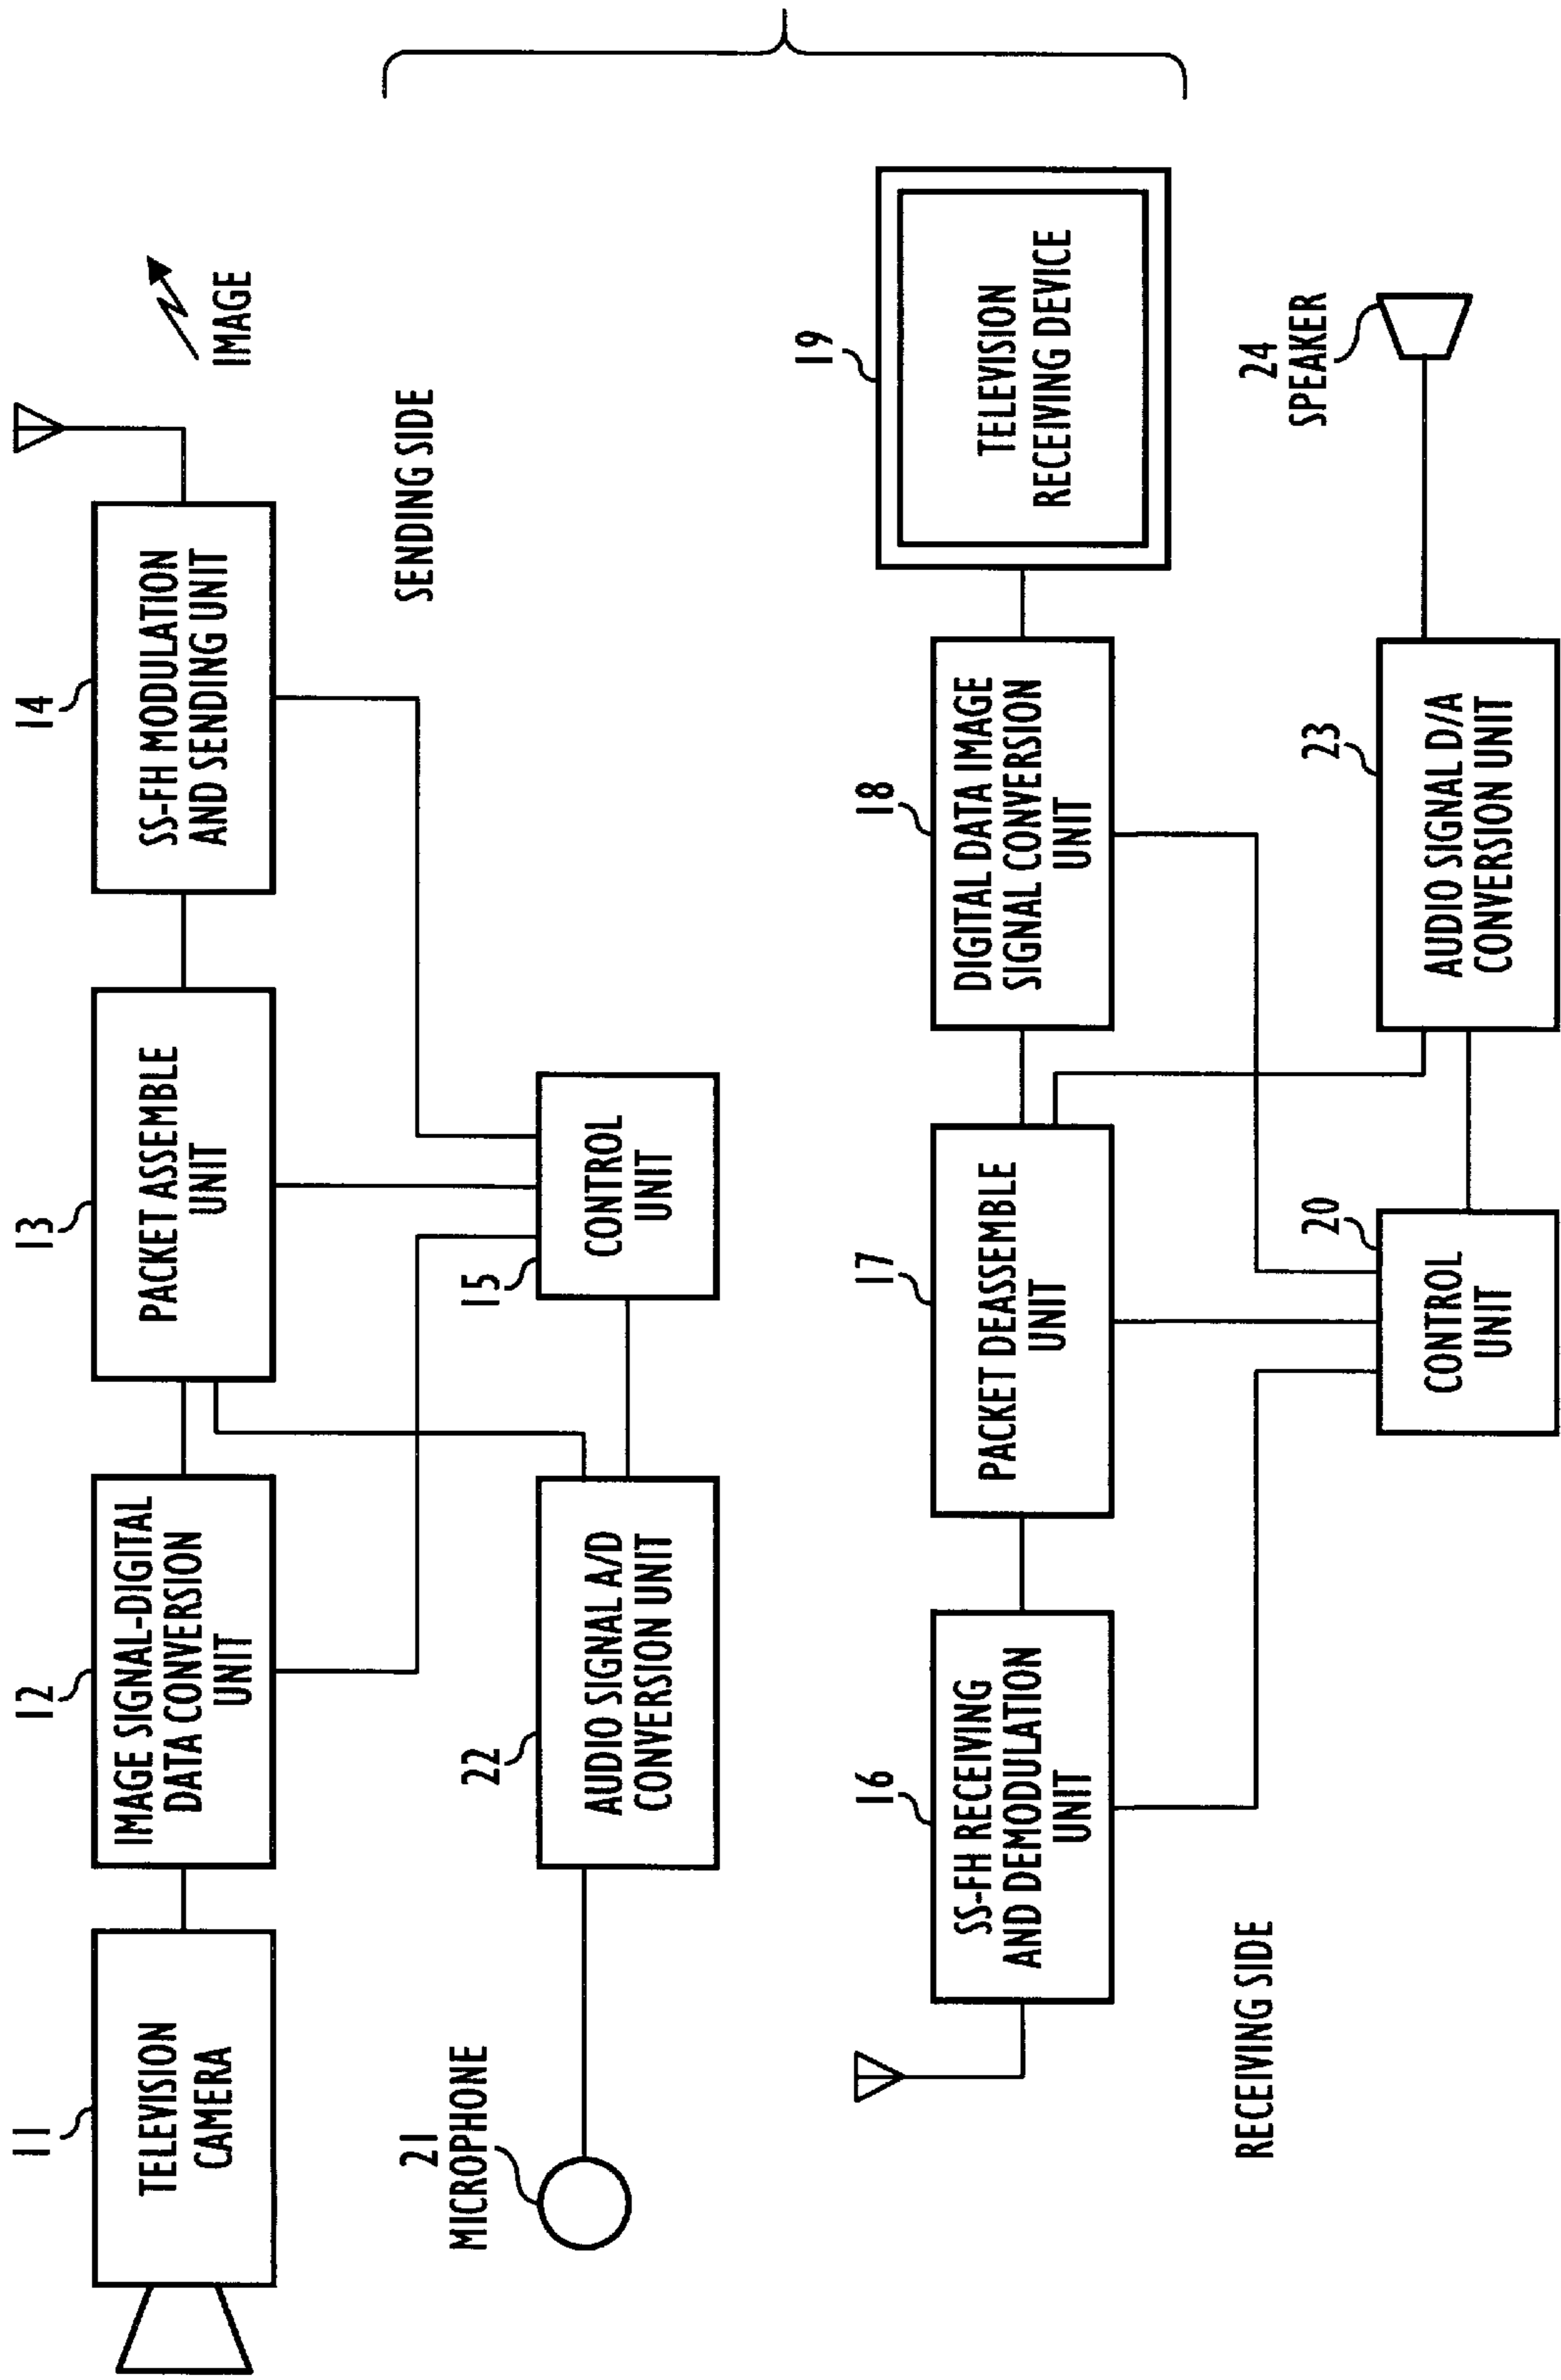 11
TELEVISION
CAMERA
12
IMAGE SIGNAL-DIGITAL
DATA CONVERSION
UNIT
13
PACKET ASSEMBLE
UNIT
14
SS-FH MODULATION
AND SENDING UNIT
IMAGE
SENDING SIDE
21
MICROPHONE
22
AUDIO SIGNAL A/D
CONVERSION UNIT
15
CONTROL
UNIT
16
SS-FH RECEIVING
AND DEMODULATION
UNIT
17
PACKET DEASSEMBLE
UNIT
18
DIGITAL DATA IMAGE
SIGNAL CONVERSION
UNIT
19
TELEVISION
RECEIVING DEVICE
RECEIVING SIDE
20
CONTROL
UNIT
23
AUDIO SIGNAL D/A
CONVERSION UNIT
24
SPEAKER